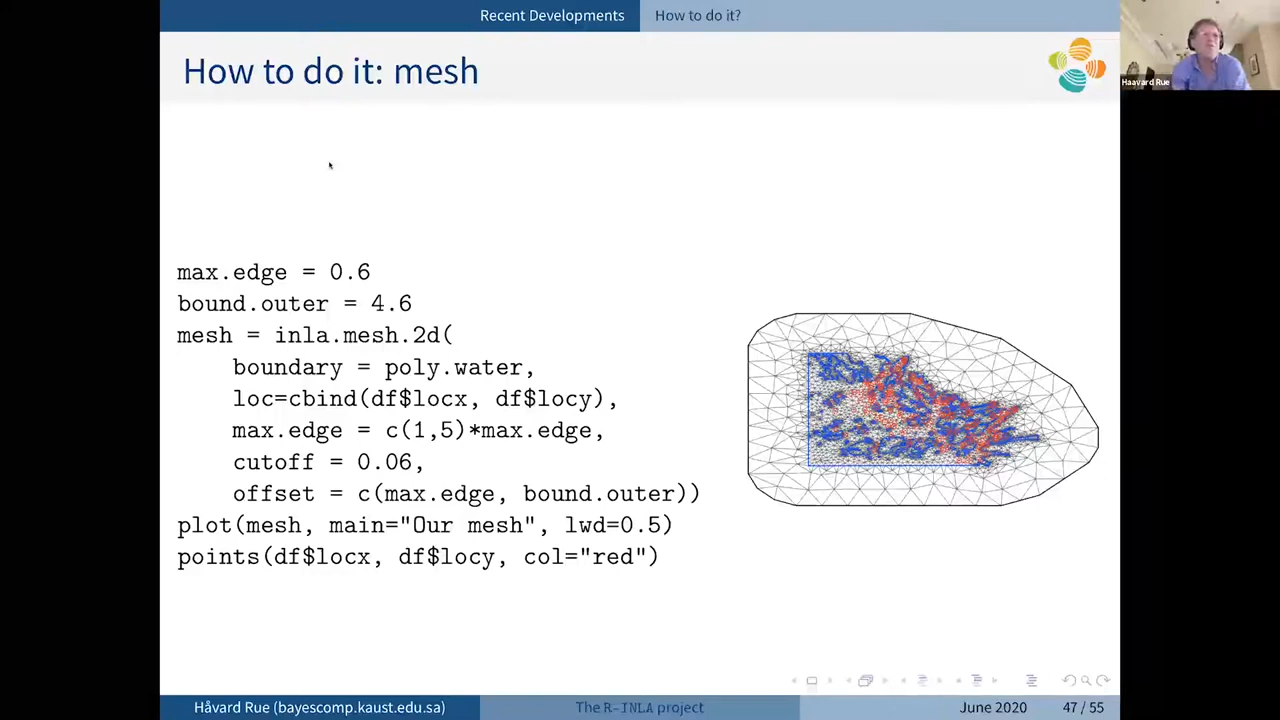 Recent Developments How to do it?
How to do it: mesh
Haavard Rue
max.edge = 0.6
bound.outer = 4.6
mesh = inla.mesh.2d(
boundary = poly.water,
loc=cbind(df$locx, df$locy),
max.edge = c(1,5)*max.edge,
cutoff = 0.06,
offset = c(max.edge, bound.outer))
plot(mesh, main="Our mesh", lwd=0.5)
points(df$locx, df$locy, col="red")
Håvard Rue (bayescomp.kaust.edu.sa) The R-INLA project June 2020 47 / 55